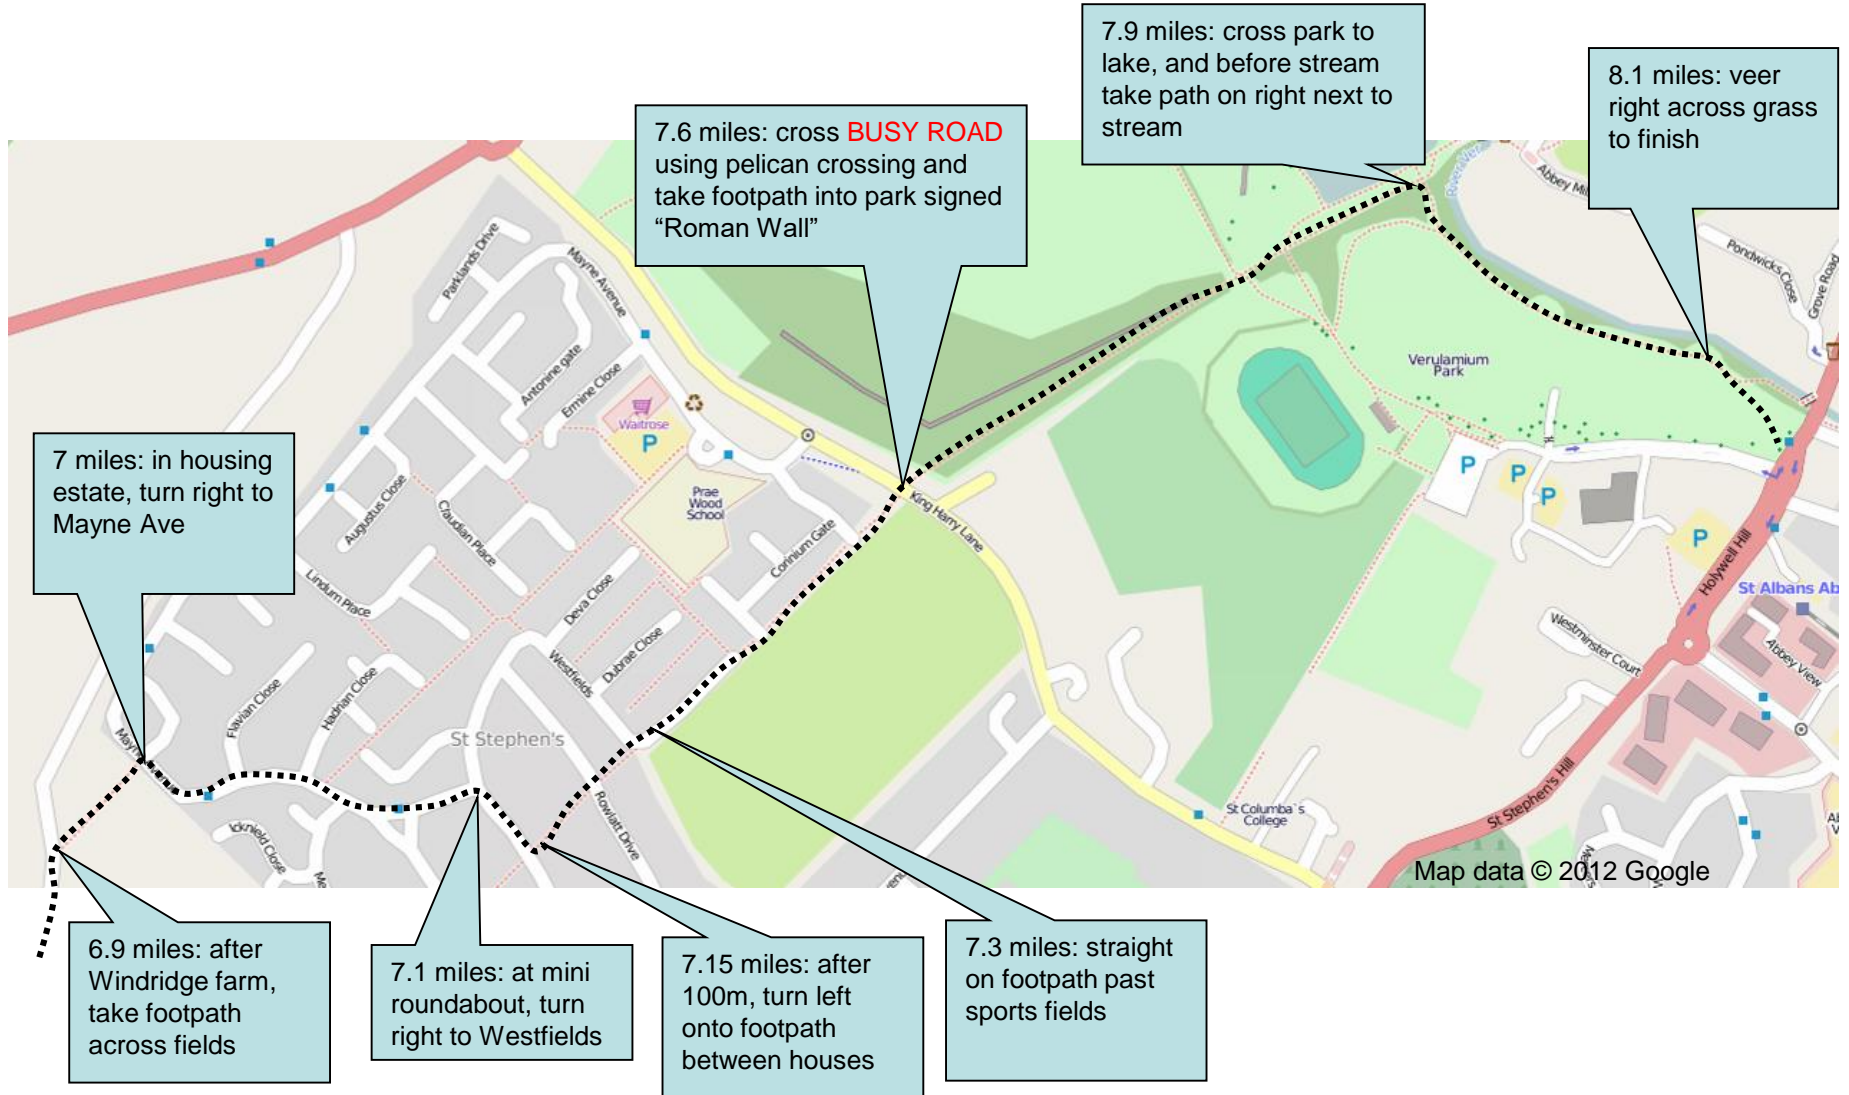 7.9 miles: cross park to
lake, and before stream
take path on right next to
stream
8.1 miles: veer
right across grass
to finish
7.6 miles: cross BUSY ROAD
using pelican crossing and
take footpath into park signed
“Roman Wall”
7 miles: in housing
estate, turn right to
Mayne Ave
6.9 miles: after
Windridge farm,
take footpath
across fields
7.1 miles: at mini
roundabout, turn
right to Westfields
7.15 miles: after
100m, turn left
onto footpath
between houses
7.3 miles: straight
on footpath past
sports fields
Parklands Drive
Mayne Avenue
Antonine gate
Ermine Close
Waitrose
P
Prae
Wood
School
Augustus Close
Claudian Place
Lindum Place
Corinium Gate
Deva Close
Dubrae Close
Westfields
Flavian Close
Hadrian Close
St Stephen's
Rowlatt Drive
Icknield Close
Me
King Harry Lane
River Ver
Abbey Mi
Pondwicks Close
Grove Road
Verulamium
Park
P
P
P
P
Holywell Hill
St Albans Ab
Abbey View
Westminster Court
St Stephen's Hill
St Columba`s
College
Map data © 2012 Google